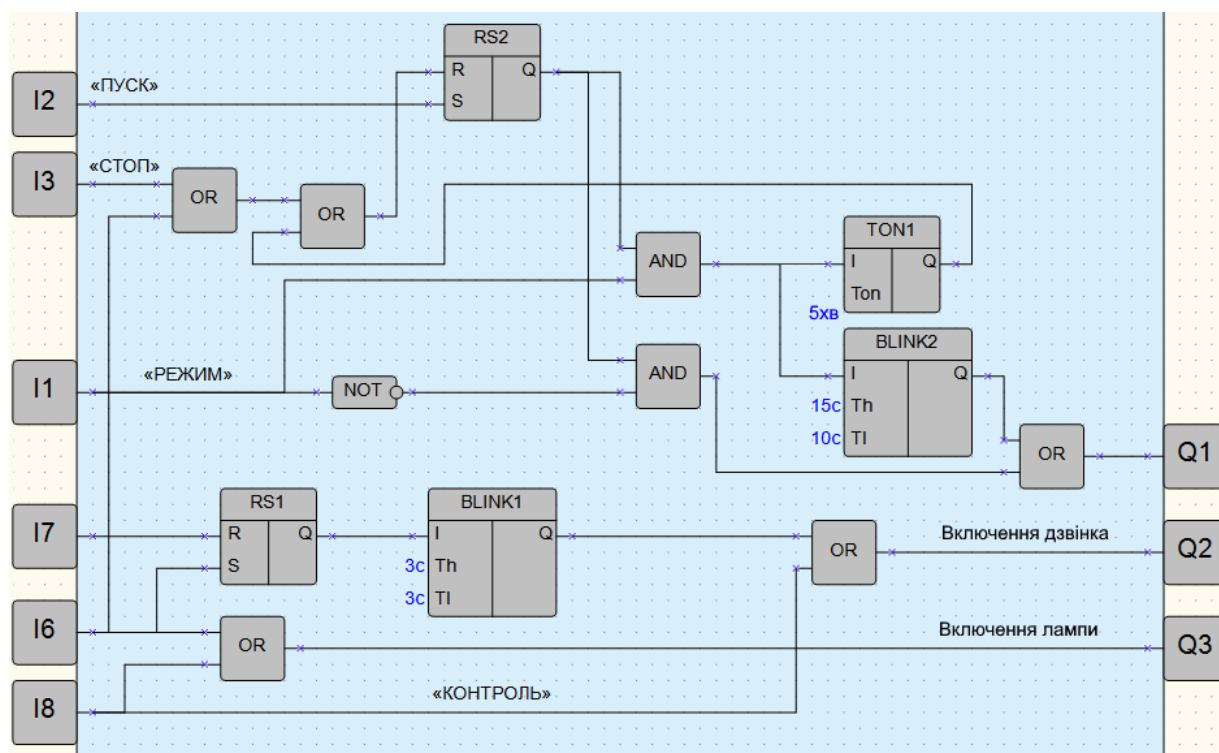 RS2
I2
«ПУСК»
R
Q
S
I3
«СТОП»
OR
OR
TON1
AND
I
Q
Ton
5хв
BLINK2
I1
«РЕЖИМ»
NOT
AND
I
Q
15с
Th
10с
Tl
OR
Q1
RS1
BLINK1
I7
R
Q
I
Q
OR
Включення дзвінка
Q2
S
3с
Th
3с
Tl
I6
OR
Включення лампи
Q3
I8
«КОНТРОЛЬ»